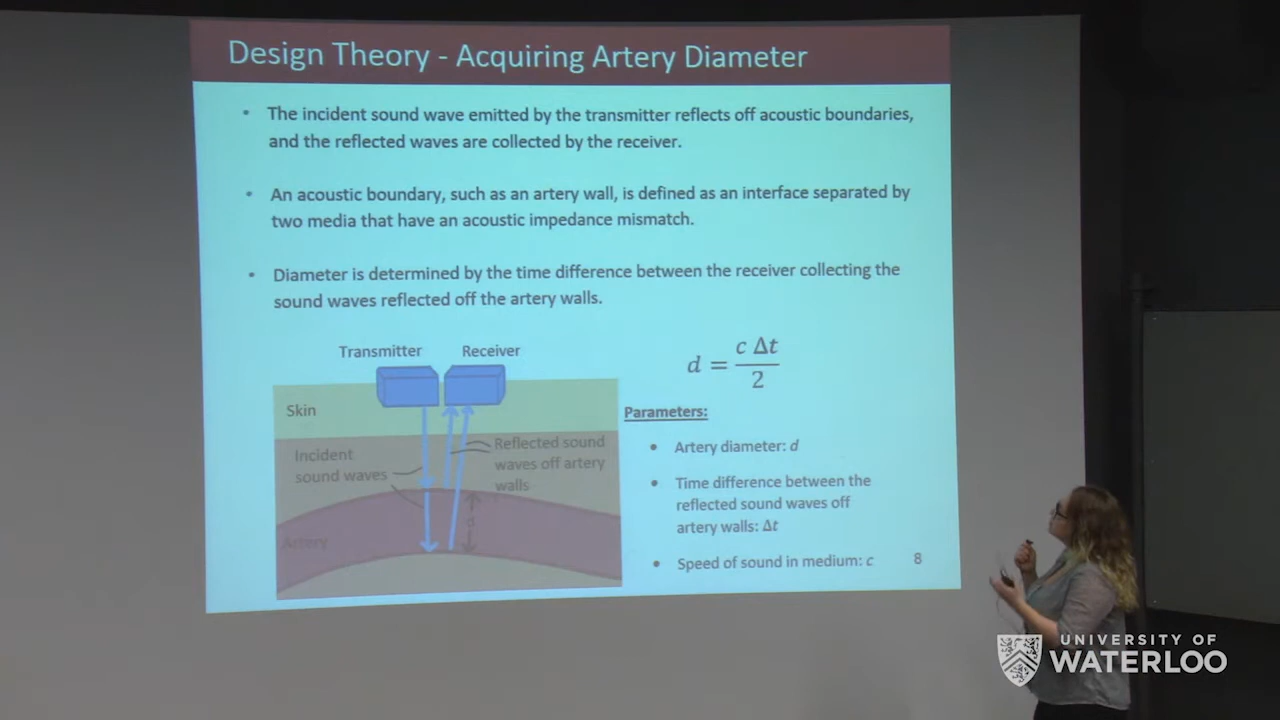 Design Theory - Acquiring Artery Diameter
• The incident sound wave emitted by the transmitter reflects off acoustic boundaries,
and the reflected waves are collected by the receiver.
• An acoustic boundary, such as an artery wall, is defined as an interface separated by
two media that have an acoustic impedance mismatch.
• Diameter is determined by the time difference between the receiver collecting the
sound waves reflected off the artery walls.
Transmitter Receiver
Skin
Incident
sound waves
Reflected sound
waves off artery
walls
d
Artery
d = c Δt / 2
Parameters:
• Artery diameter: d
• Time difference between the
reflected sound waves off
artery walls: Δt
• Speed of sound in medium: c
8
UNIVERSITY OF
WATERLOO